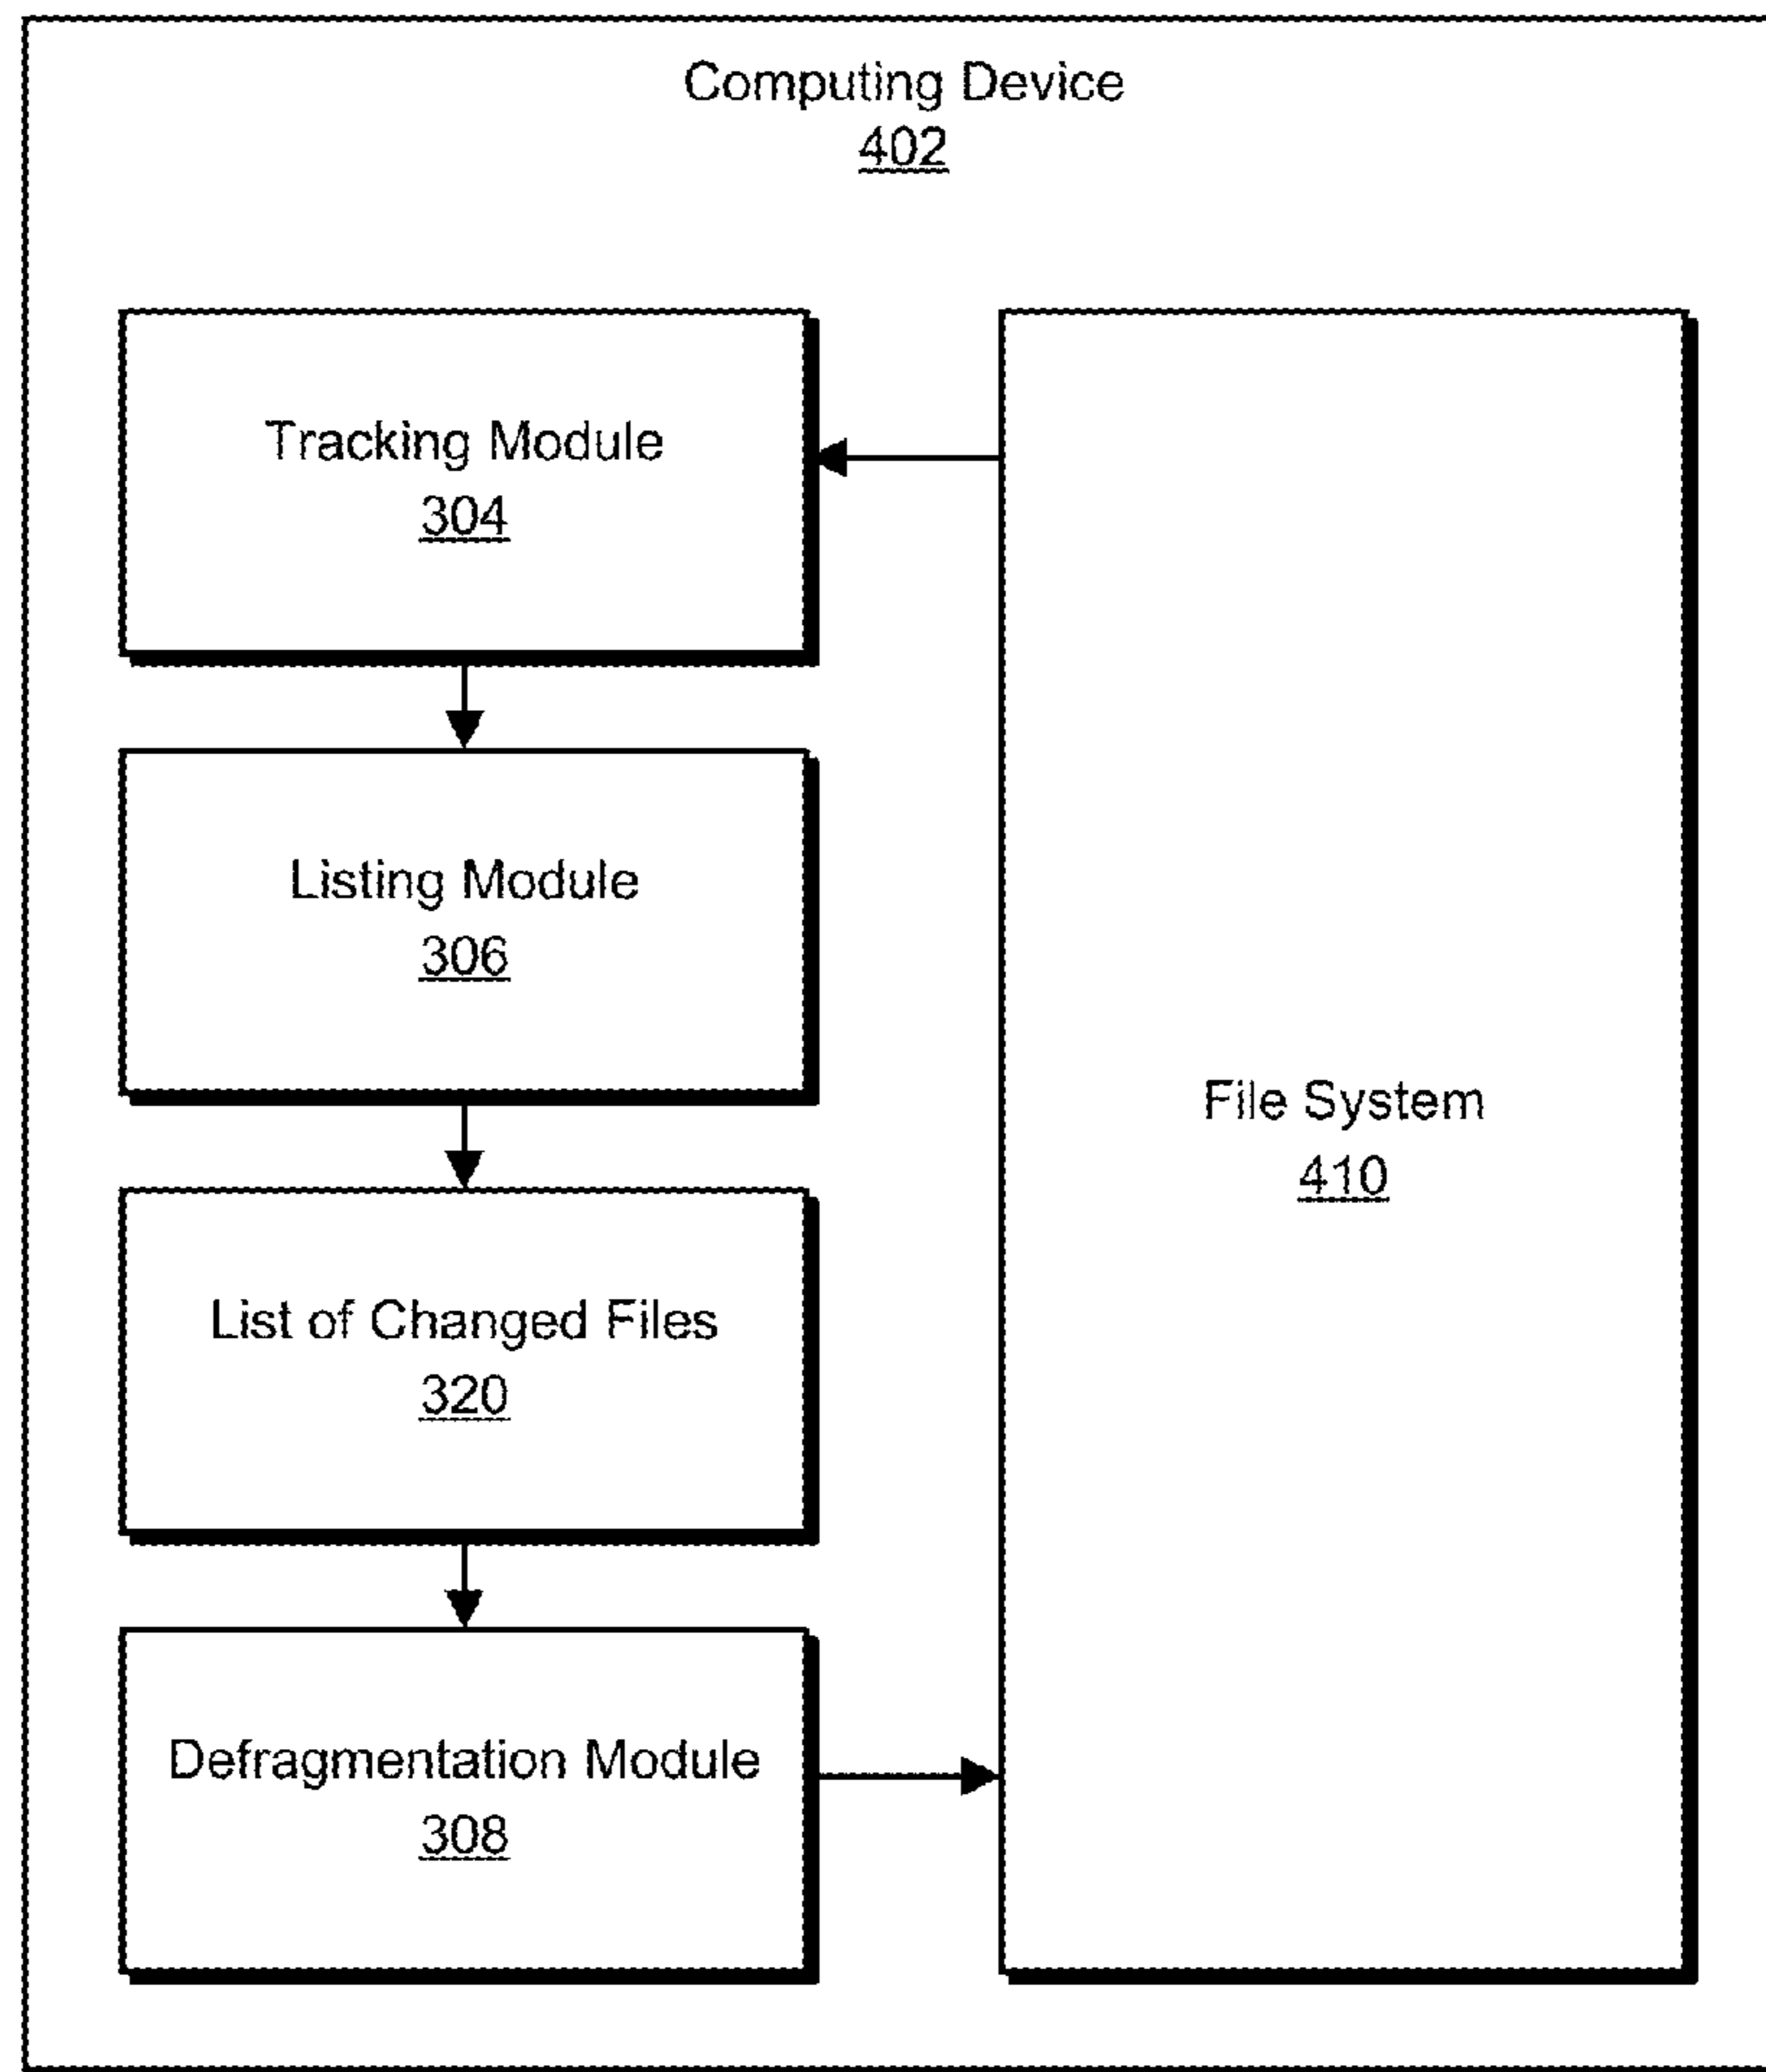 Computing Device
402
Tracking Module
304
Listing Module
306
List of Changed Files
320
Defragmentation Module
308
File System
410